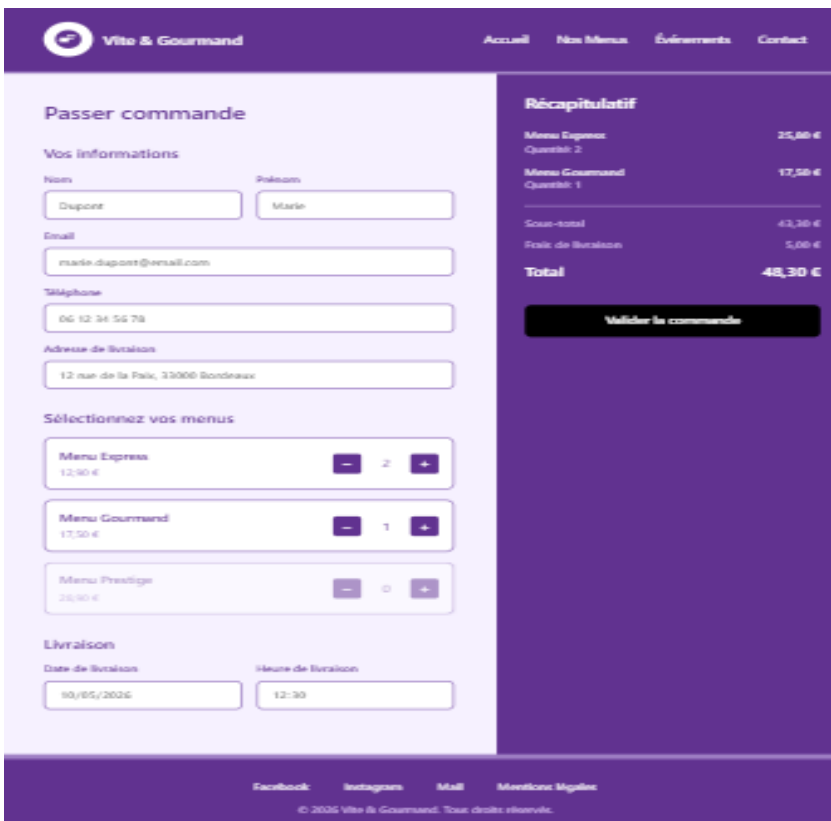 Vite & Gourmand
Accueil Nos Menus Événements Contact
Passer commande
Vos informations
Nom Prénom
Dupont Marie
Email
marie.dupont@email.com
Téléphone
06 12 34 56 78
Adresse de livraison
12 rue de la Paix, 33000 Bordeaux
Sélectionnez vos menus
Menu Express
12,90 €
− 2 +
Menu Gourmand
17,50 €
− 1 +
Menu Prestige
28,90 €
− 0 +
Livraison
Date de livraison Heure de livraison
10/05/2026 12:30
Récapitulatif
Menu Express 25,80 €
Quantité: 2
Menu Gourmand 17,50 €
Quantité: 1
Sous-total 43,30 €
Frais de livraison 5,00 €
Total 48,30 €
Valider la commande
Facebook Instagram Mail Mentions légales
© 2026 Vite & Gourmand. Tous droits réservés.